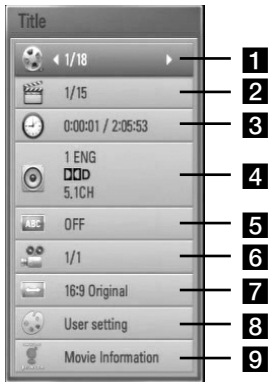 Title
1/18
1
1/15
2
0:00:01 / 2:05:53
3
1 ENG
DD D
5.1CH
4
ABC
OFF
5
1/1
6
16:9 Original
7
User setting
8
Movie Information
9